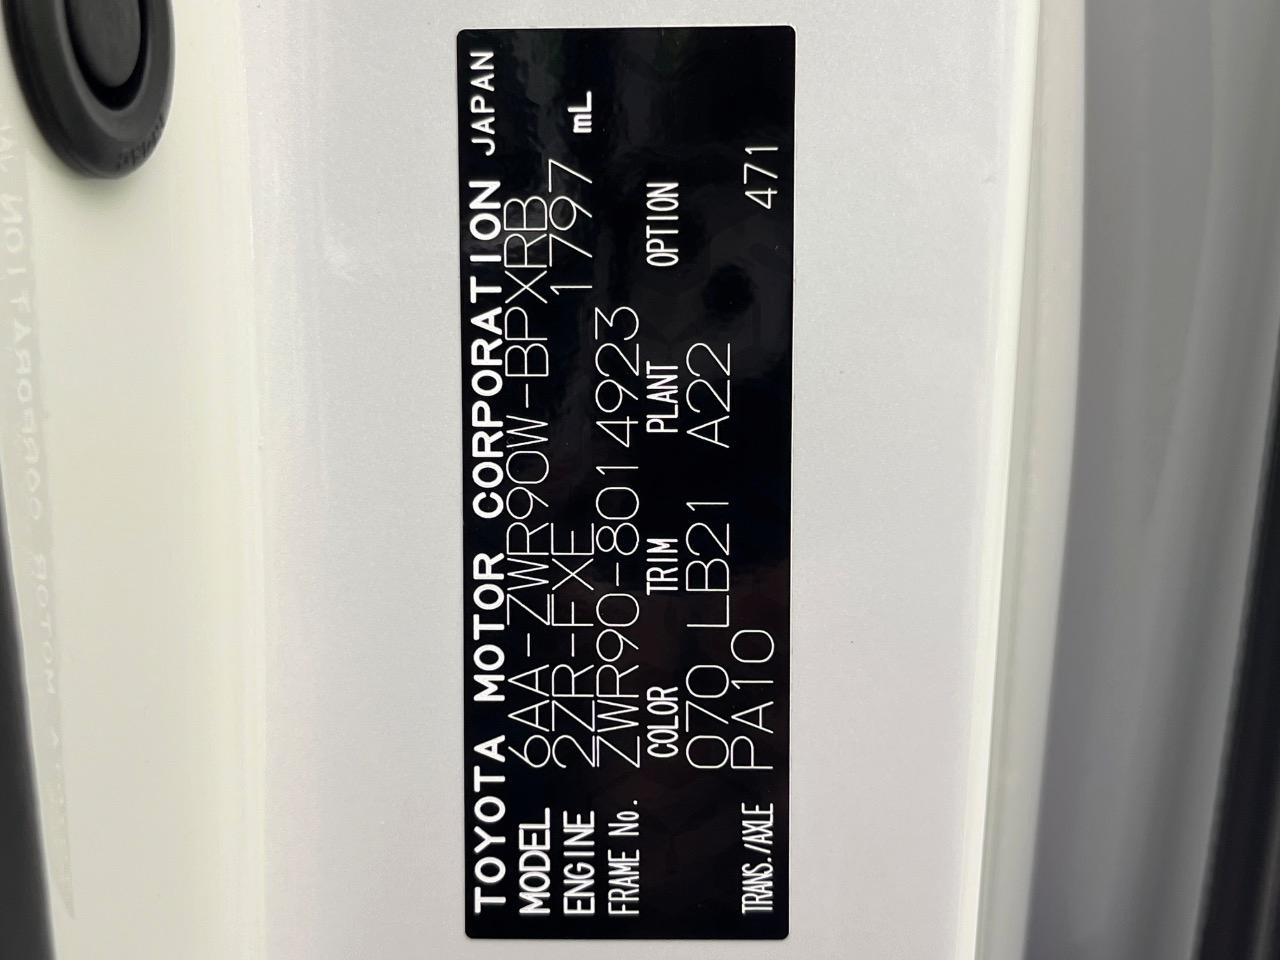 TOYOTA MOTOR CORPORATION JAPAN
MODEL 6AA-ZWR90W-BPXRB
ENGINE 2ZR-FXE 1797 mL
FRAME No. ZWR90-8014923
COLOR TRIM PLANT OPTION
070 LB21 A22
TRANS./AXLE PA10 471